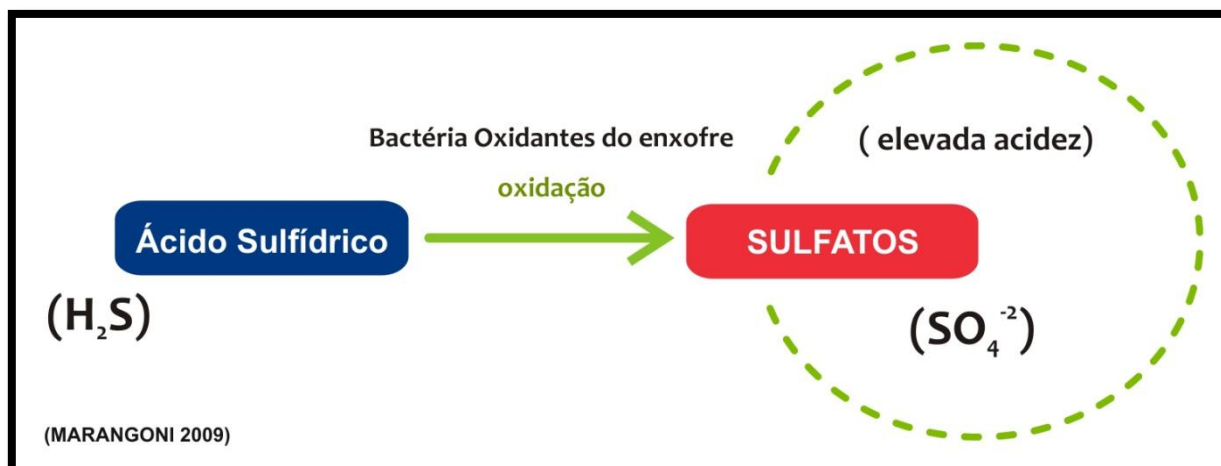 Bactéria Oxidantes do enxofre
oxidação
( elevada acidez)
Ácido Sulfídrico
SULFATOS
(H₂S)
(SO₄⁻²)
(MARANGONI 2009)